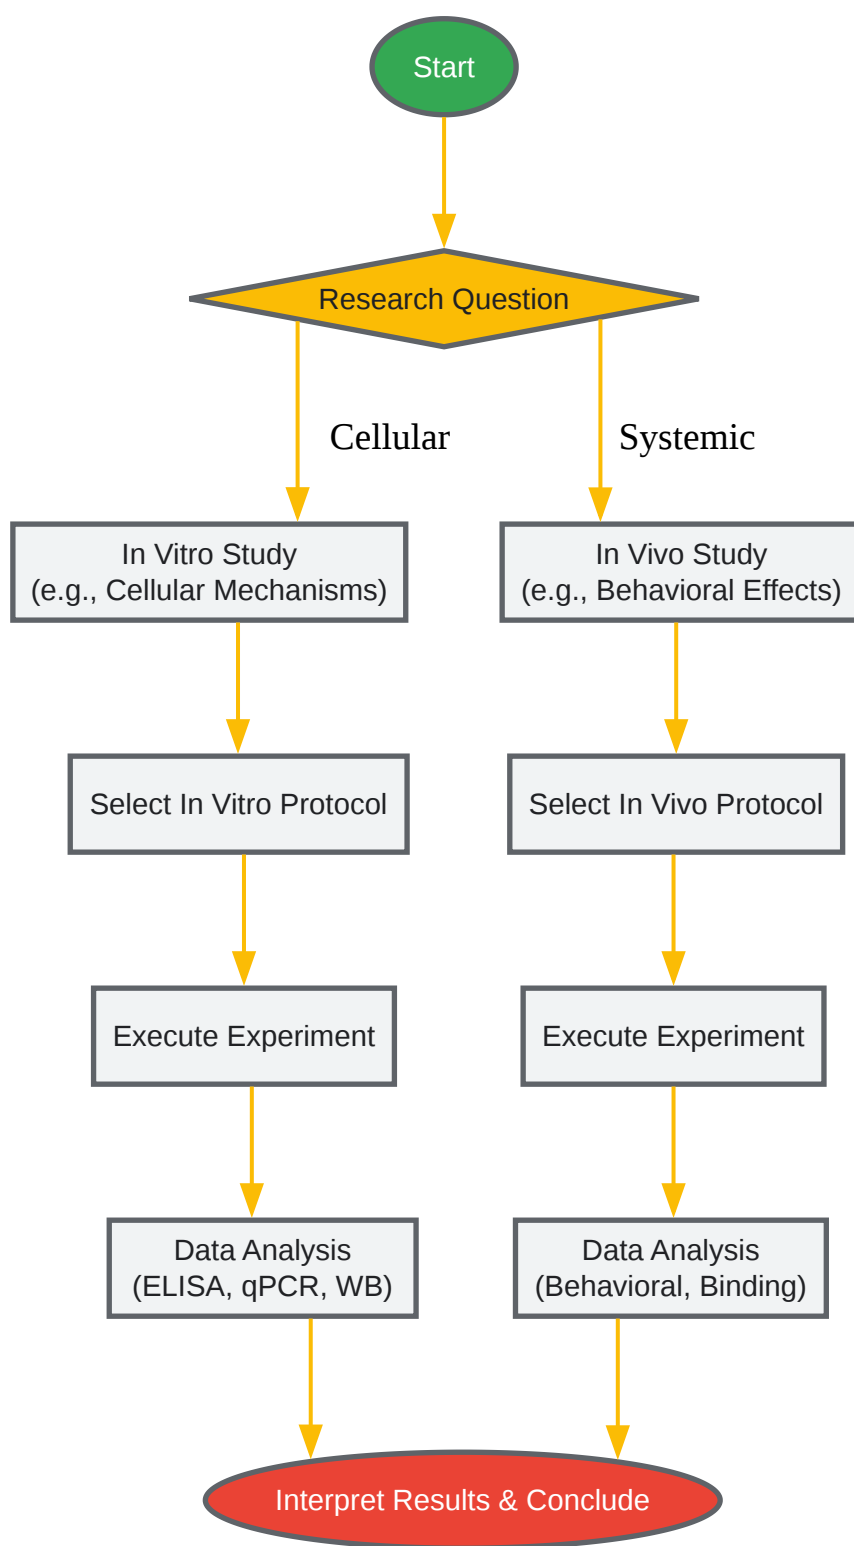 Start
Research Question
Cellular
Systemic
In Vitro Study
(e.g., Cellular Mechanisms)
In Vivo Study
(e.g., Behavioral Effects)
Select In Vitro Protocol
Select In Vivo Protocol
Execute Experiment
Execute Experiment
Data Analysis
(ELISA, qPCR, WB)
Data Analysis
(Behavioral, Binding)
Interpret Results & Conclude